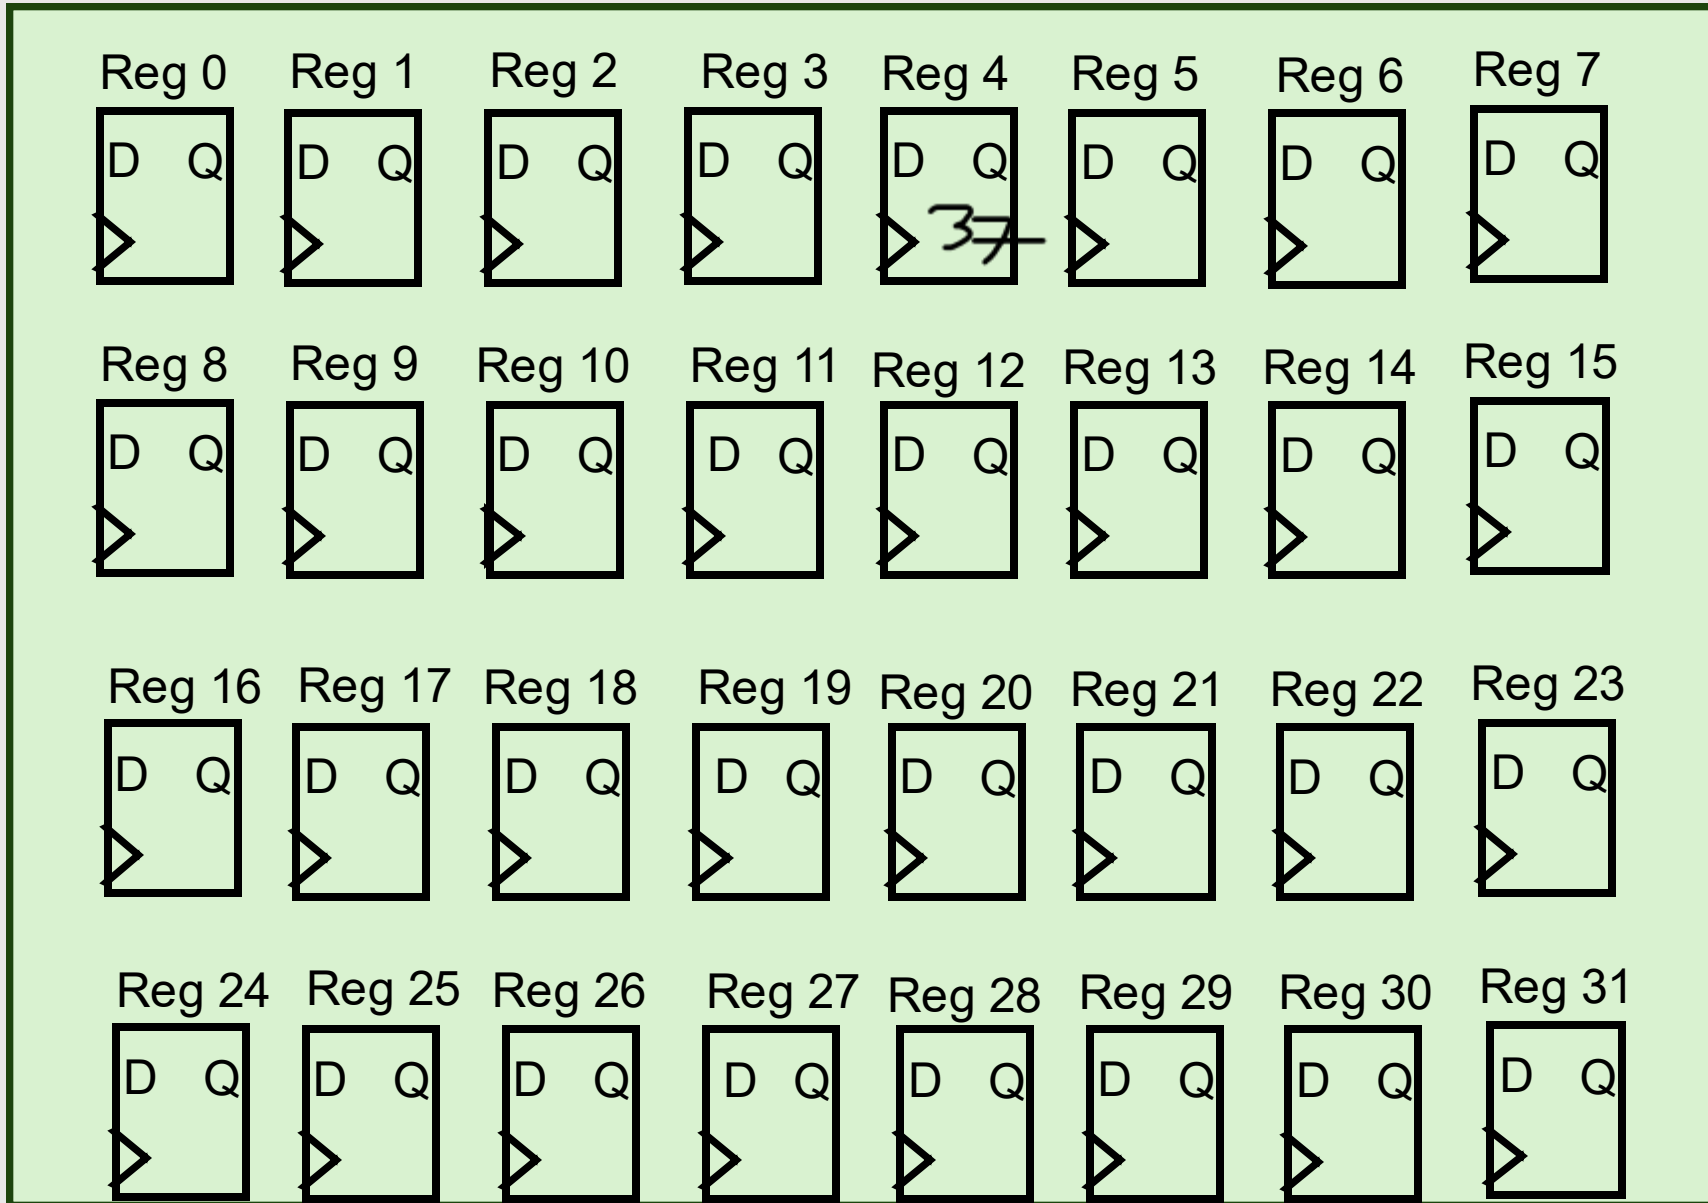 Reg 0 Reg 1 Reg 2 Reg 3 Reg 4 Reg 5 Reg 6 Reg 7
D Q D Q D Q D Q D Q D Q D Q D Q
37
Reg 8 Reg 9 Reg 10 Reg 11 Reg 12 Reg 13 Reg 14 Reg 15
D Q D Q D Q D Q D Q D Q D Q D Q
Reg 16 Reg 17 Reg 18 Reg 19 Reg 20 Reg 21 Reg 22 Reg 23
D Q D Q D Q D Q D Q D Q D Q D Q
Reg 24 Reg 25 Reg 26 Reg 27 Reg 28 Reg 29 Reg 30 Reg 31
D Q D Q D Q D Q D Q D Q D Q D Q